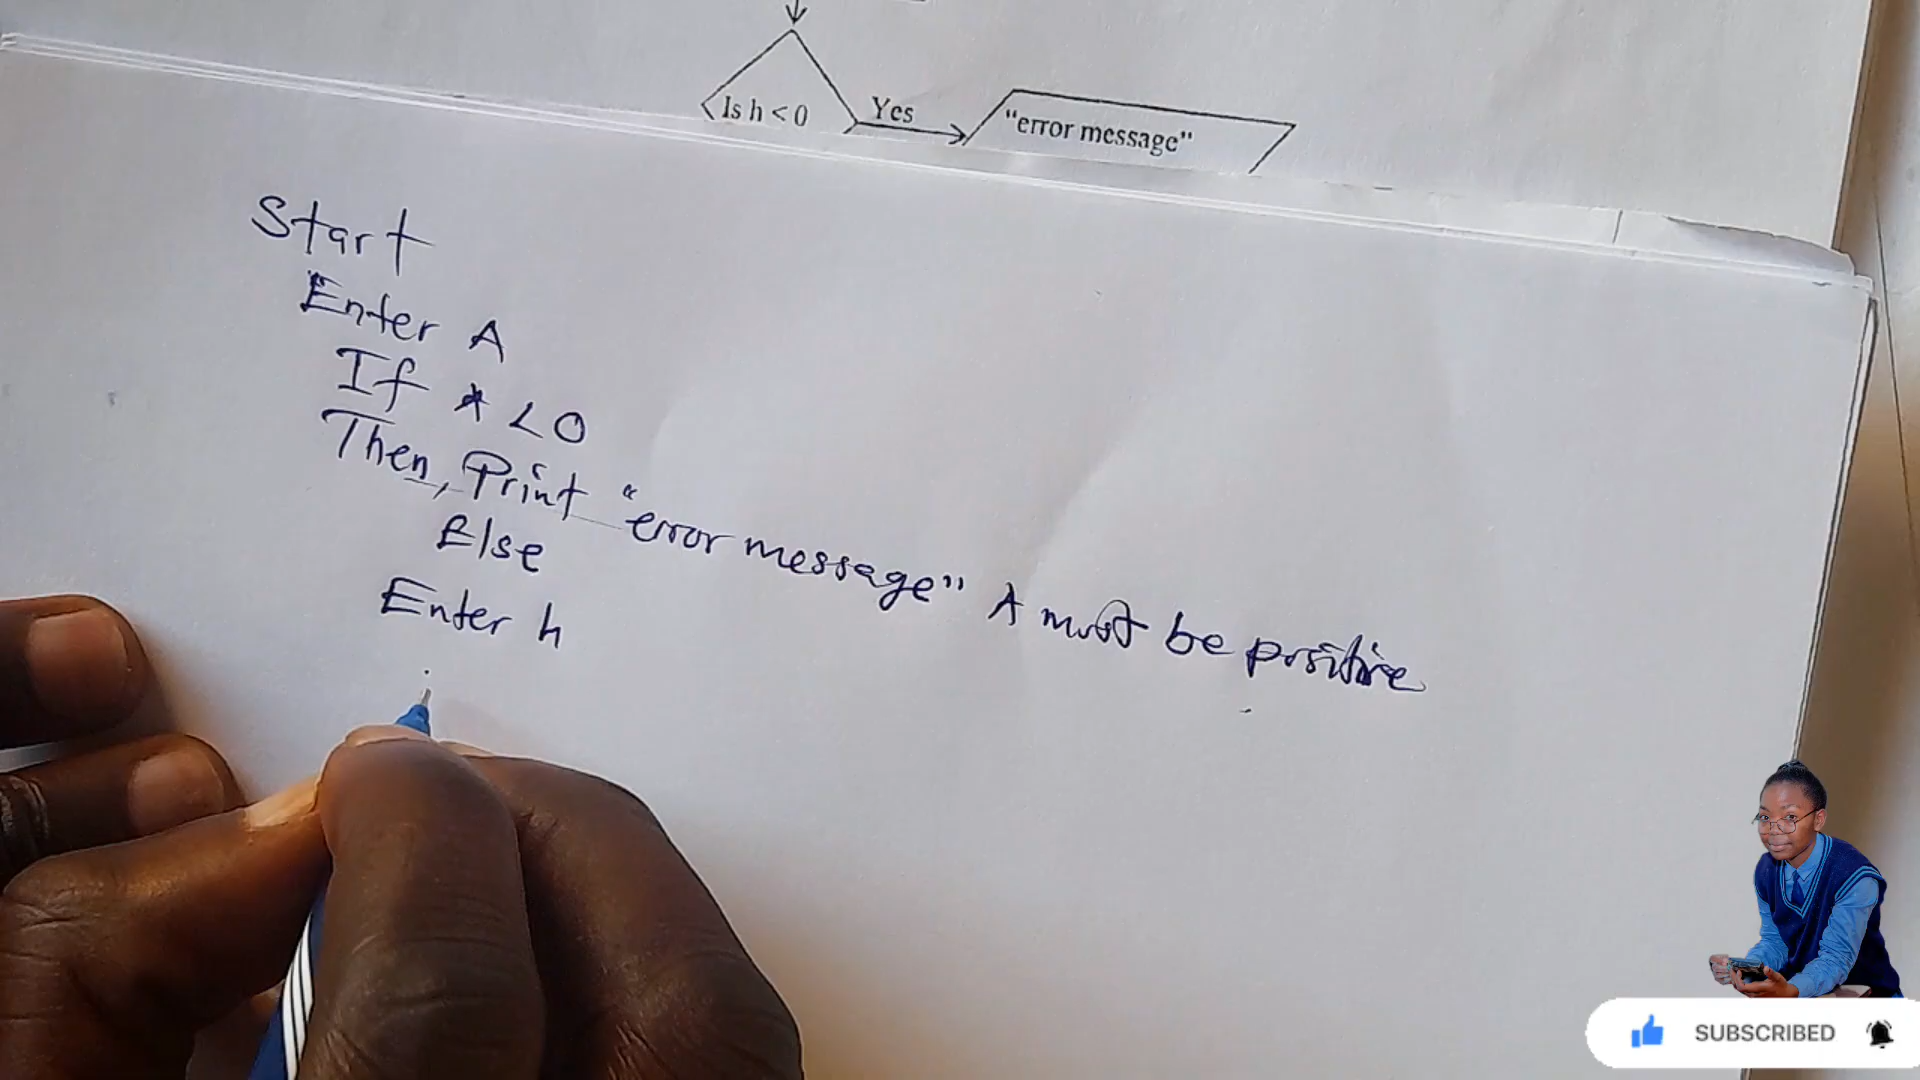 Is h < 0
Yes
"error message"
Start
Enter A
If A < 0
Then, Print "error message" A must be positive
Else
Enter h
SUBSCRIBED